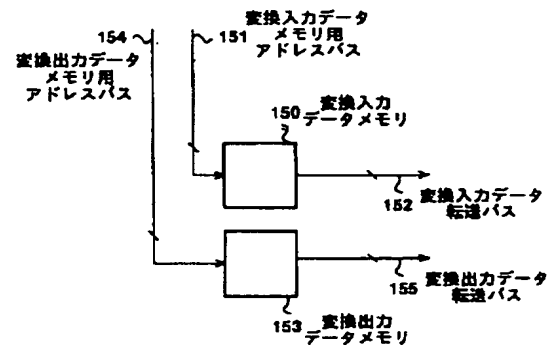 154
変換出力データ
メモリ用
アドレスバス
151
変換入力データ
メモリ用
アドレスバス
150
変換入力
データメモリ
152
変換入力データ
転送バス
155
変換出力データ
転送バス
153
変換出力
データメモリ